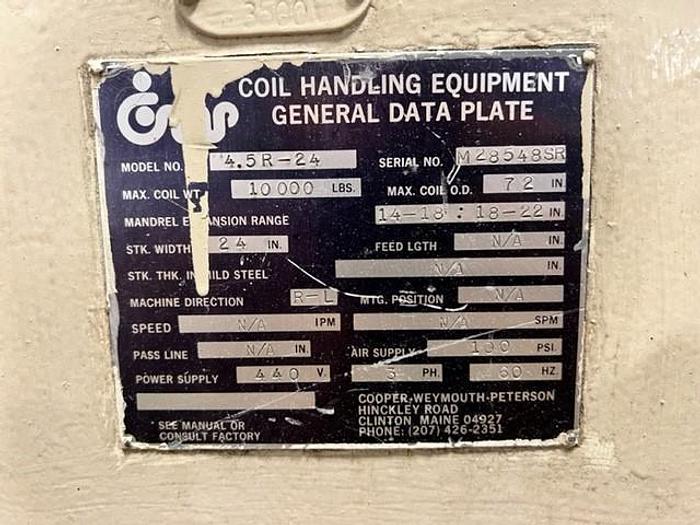 35001
COIL HANDLING EQUIPMENT
GENERAL DATA PLATE
MODEL NO. 4.5R-24 SERIAL NO. M28548SR
MAX. COIL WT. 10000 LBS. MAX. COIL O.D. 72 IN
MANDREL EXPANSION RANGE 14-18 : 18-22 IN.
STK. WIDTH 24 IN. FEED LGTH N/A IN.
STK. THK. IN MILD STEEL N/A IN.
MACHINE DIRECTION R-L MTG. POSITION N/A
SPEED N/A IPM N/A SPM
PASS LINE N/A IN. AIR SUPPLY 100 PSI.
POWER SUPPLY 440 V. 3 PH. 60 HZ.
COOPER-WEYMOUTH-PETERSON
HINCKLEY ROAD
CLINTON MAINE 04927
PHONE: (207) 426-2351
SEE MANUAL OR
CONSULT FACTORY